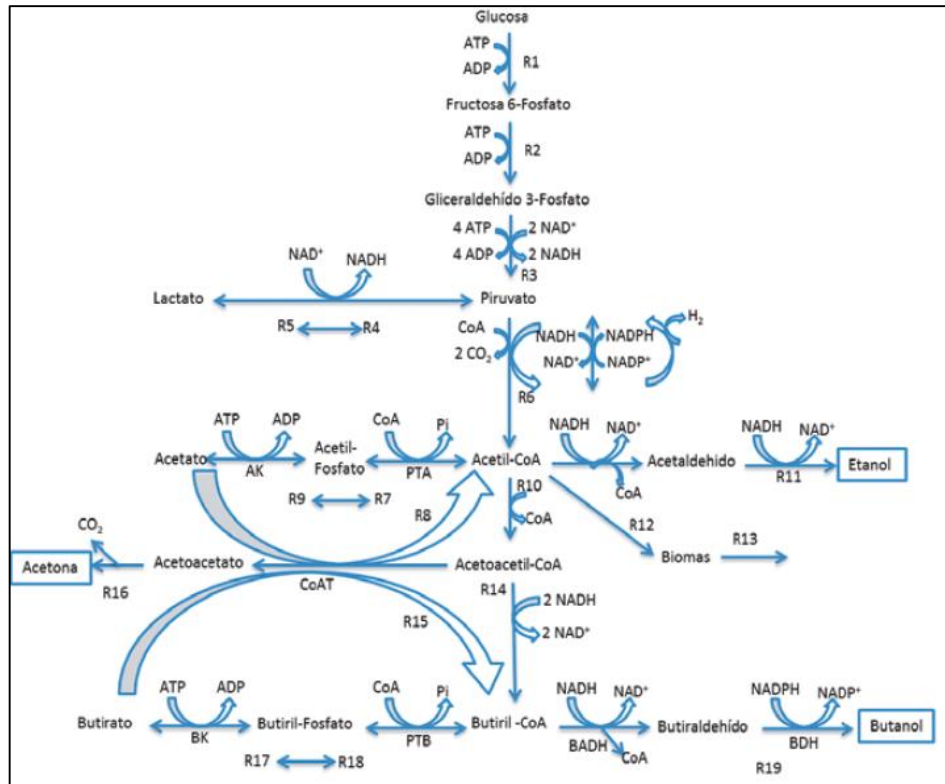 Glucosa
ATP
ADP
R1
Fructosa 6-Fosfato
ATP
ADP
R2
Gliceraldehído 3-Fosfato
4 ATP
2 NAD⁺
4 ADP
2 NADH
R3
NAD⁺
NADH
Lactato
Piruvato
R5
R4
CoA
2 CO₂
NADH
NADPH
NAD⁺
NADP⁺
H₂
R6
ATP
ADP
CoA
Pi
NADH
NAD⁺
NADH
NAD⁺
Acetato
AK
Acetil-
Fosfato
PTA
Acetil-CoA
CoA
Acetaldehido
R11
Etanol
R9
R7
R8
R10
CoA
R12
Biomas
R13
CO₂
Acetona
R16
Acetoacetato
CoAT
Acetoacetil-CoA
R14
R15
2 NADH
2 NAD⁺
ATP
ADP
CoA
Pi
NADH
NAD⁺
NADPH
NADP⁺
Butirato
BK
Butiril-Fosfato
PTB
Butiril -CoA
BADH
CoA
Butiraldehído
BDH
Butanol
R17
R18
R19